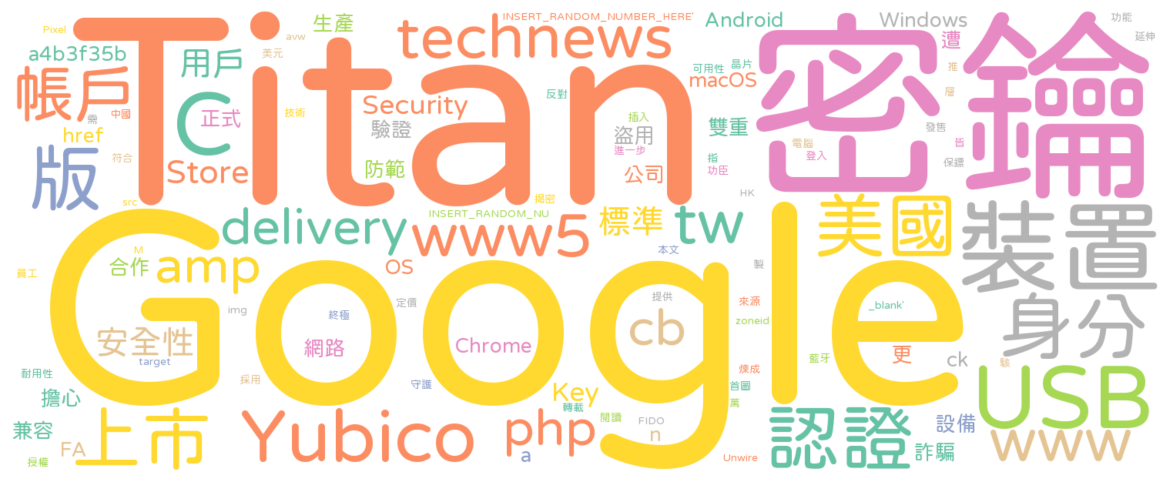 INSERT_RANDOM_NUMBER_HERE'
生產
Android
Windows
功能
Pixel
avw
technews
密鑰
遭
延伸
a4b3f35b
用戶
美元
Titan
macOS
可用性
晶片
推
帳戶
C
正式
技術
Security
反對
層
需
中國
驗證
插入
盜用
雙重
發售
href
進一步
電腦
登入
皆
版
符合
Store
防範
公司
指
功臣
保鑣
src
揭密
HK
INSERT_RANDOM_NU
delivery
www5
標準
tw
美國
裝置
M
本文
員工
合作
amp
OS
製
Google
提供
來源
身分
img
定價
終極
_blank'
zoneid
安全性
網路
Chrome
cb
更
ck
target
藍牙
駭
耐用性
採用
守護
煉成
首圖
擔心
Key
USB
萬
轉載
閱讀
兼容
上市
Yubico
php
FIDO
n
認證
設備
www
FA
a
詐騙
授權
Unwire